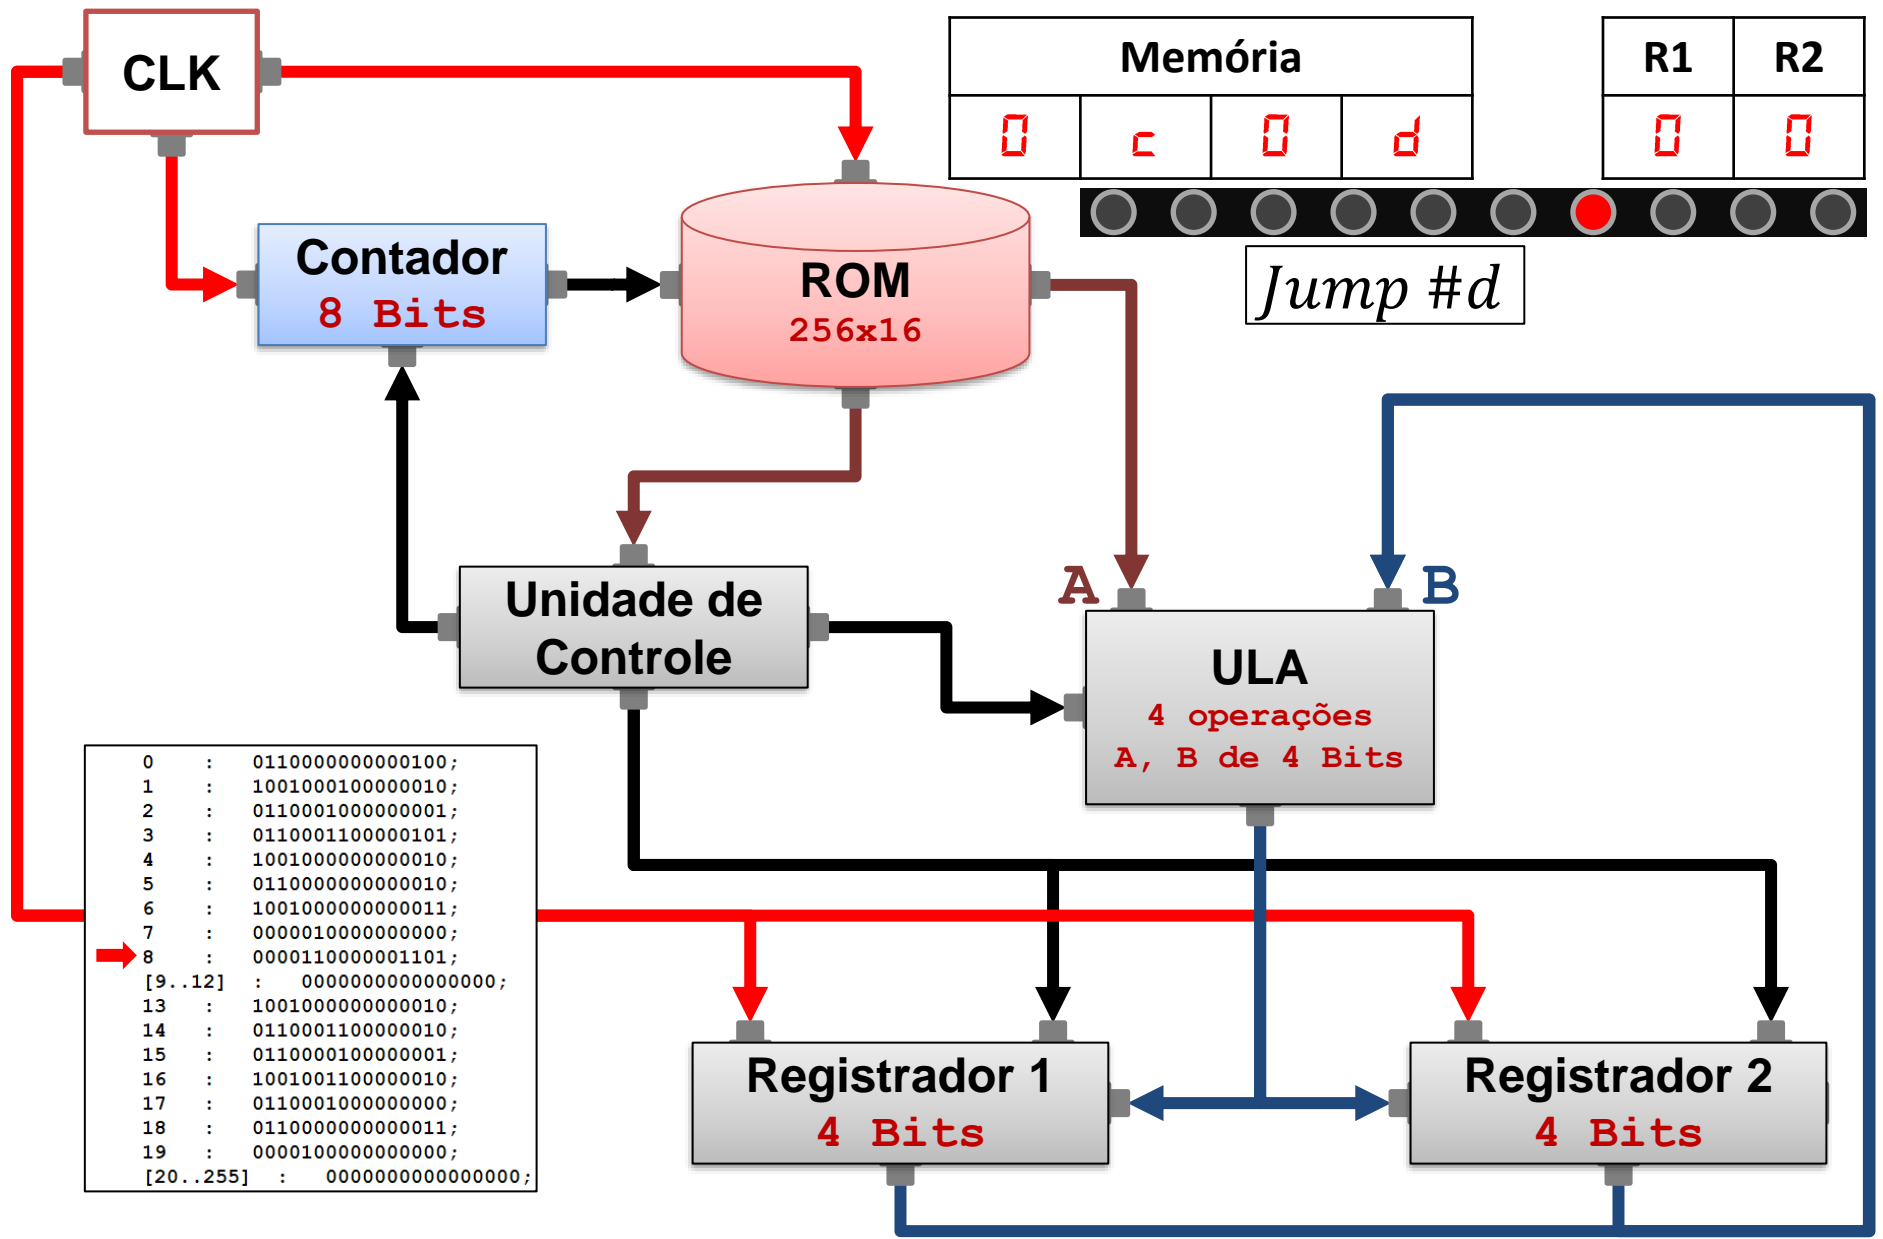 CLK
Memória
R1 R2
0 c 0 d
0 0
Jump #d
Contador
8 Bits
ROM
256x16
A
B
Unidade de
Controle
ULA
4 operações
A, B de 4 Bits
0 : 0110000000000100;
1 : 1001000100000010;
2 : 0110001000000001;
3 : 0110001100000101;
4 : 1001000000000010;
5 : 0110000000000010;
6 : 1001000000000011;
7 : 0000010000000000;
8 : 0000110000001101;
[9..12] : 0000000000000000;
13 : 1001000000000010;
14 : 0110001100000010;
15 : 0110000100000001;
16 : 1001001100000010;
17 : 0110001000000000;
18 : 0110000000000011;
19 : 0000100000000000;
[20..255] : 0000000000000000;
Registrador 1
4 Bits
Registrador 2
4 Bits